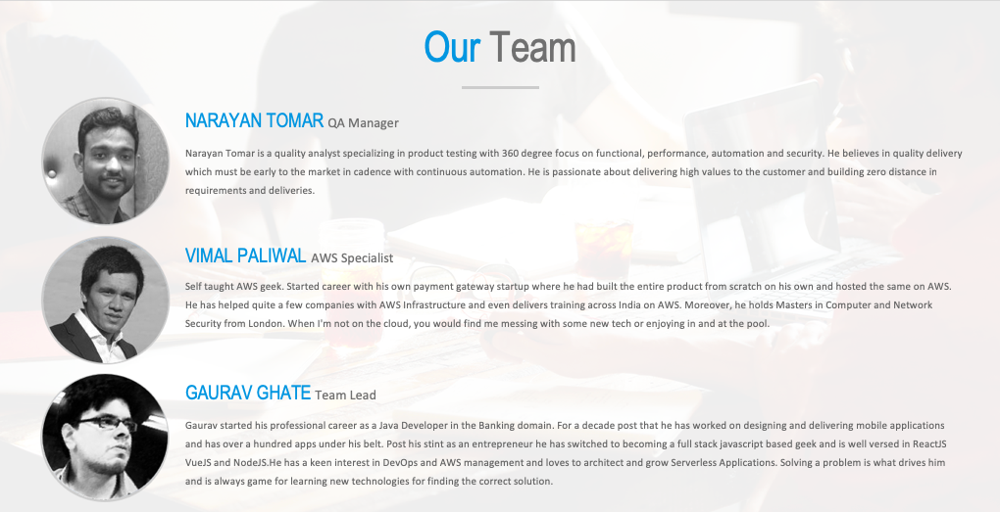 Our Team
NARAYAN TOMAR QA Manager
Narayan Tomar is a quality analyst specializing in product testing with 360 degree focus on functional, performance, automation and security. He believes in quality delivery
which must be early to the market in cadence with continuous automation. He is passionate about delivering high values to the customer and building zero distance in
requirements and deliveries.
VIMAL PALIWAL AWS Specialist
Self taught AWS geek. Started career with his own payment gateway startup where he had built the entire product from scratch on his own and hosted the same on AWS.
He has helped quite a few companies with AWS Infrastructure and even delivers training across India on AWS. Moreover, he holds Masters in Computer and Network
Security from London. When I'm not on the cloud, you would find me messing with some new tech or enjoying in and at the pool.
GAURAV GHATE Team Lead
Gaurav started his professional career as a Java Developer in the Banking domain. For a decade post that he has worked on designing and delivering mobile applications
and has over a hundred apps under his belt. Post his stint as an entrepreneur he has switched to becoming a full stack javascript based geek and is well versed in ReactJS
VueJS and NodeJS.He has a keen interest in DevOps and AWS management and loves to architect and grow Serverless Applications. Solving a problem is what drives him
and is always game for learning new technologies for finding the correct solution.